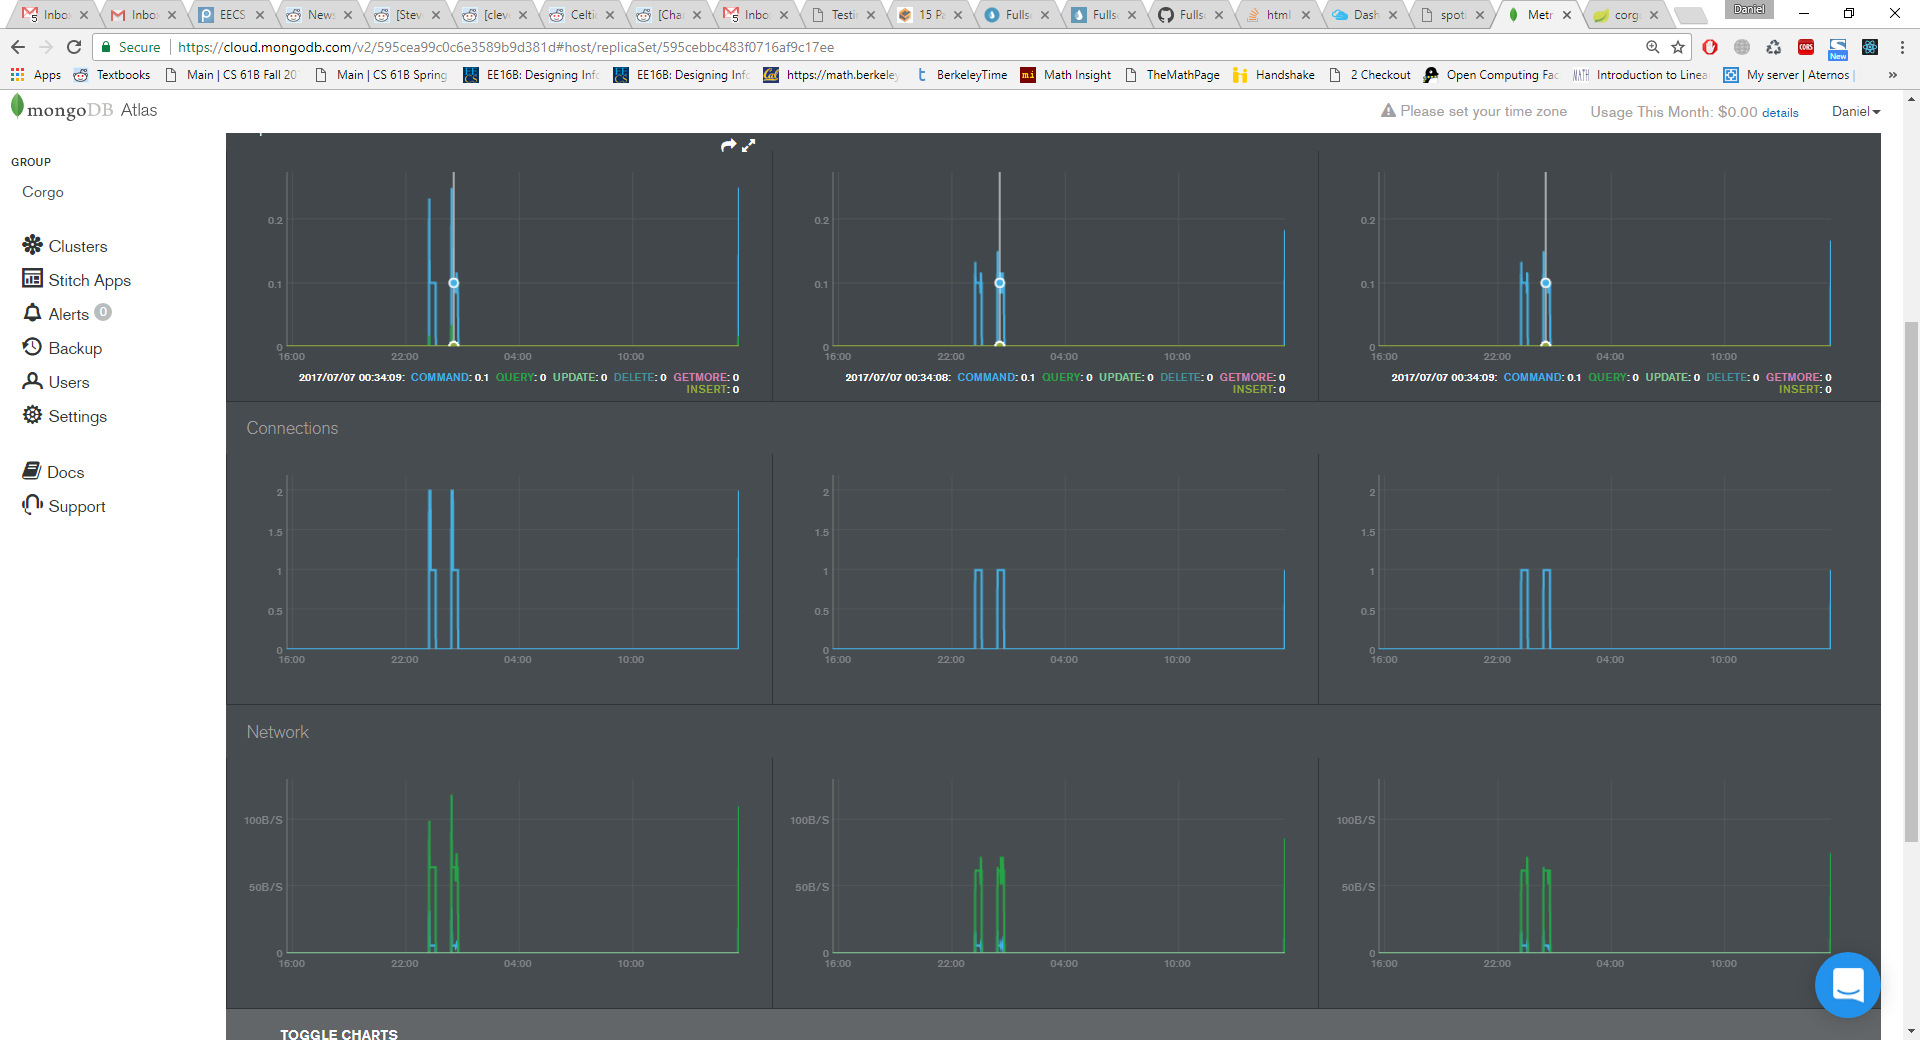 Inbo
Inbo
EECS
News
[Stev
[cleve
Celtic
[Char
Inbo
Testi
15 Pa
Fulls
Fulls
Fulls
html
Dash
spoti
Metr
corg
Daniel
Secure https://cloud.mongodb.com/v2/595cea99c0c6e3589b9d381d#host/replicaSet/595cebbc483f0716af9c17ee
Apps Textbooks Main | CS 61B Fall 20 Main | CS 61B Spring EE16B: Designing Info EE16B: Designing Info https://math.berkeley BerkeleyTime Math Insight TheMathPage Handshake 2 Checkout Open Computing Fac Introduction to Linea My server | Aternos | »
New
mongoDB Atlas
Please set your time zone Usage This Month: $0.00 details Daniel
GROUP
Corgo
Clusters
Stitch Apps
Alerts 0
Backup
Users
Settings
Docs
Support
0.2 0.2 0.2
0.1 0.1 0.1
0 0 0
16:00 22:00 04:00 10:00 16:00 22:00 04:00 10:00 16:00 22:00 04:00 10:00
2017/07/07 00:34:09: COMMAND: 0.1 QUERY: 0 UPDATE: 0 DELETE: 0 GETMORE: 0
INSERT: 0
2017/07/07 00:34:08: COMMAND: 0.1 QUERY: 0 UPDATE: 0 DELETE: 0 GETMORE: 0
INSERT: 0
2017/07/07 00:34:09: COMMAND: 0.1 QUERY: 0 UPDATE: 0 DELETE: 0 GETMORE: 0
INSERT: 0
Connections
2 2 2
1.5 1.5 1.5
1 1 1
0.5 0.5 0.5
0 0 0
16:00 22:00 04:00 10:00 16:00 22:00 04:00 10:00 16:00 22:00 04:00 10:00
Network
100B/S 100B/S 100B/S
50B/S 50B/S 50B/S
0 0 0
16:00 22:00 04:00 10:00 16:00 22:00 04:00 10:00 16:00 22:00 04:00 10:00
TOGGLE CHARTS